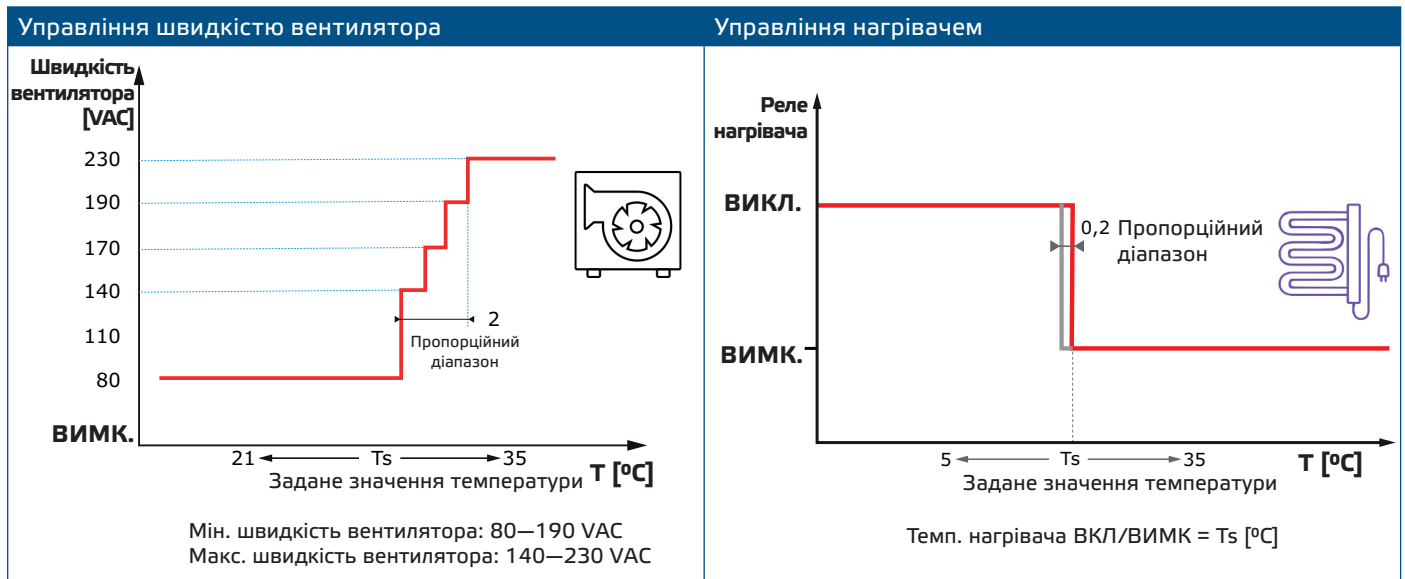 Управління швидкістю вентилятора
Швидкість
вентилятора
[VAC]
230
190
170
140
110
80
ВИМК.
2
Пропорційний
діапазон
21 Ts 35
T [ºC]
Задане значення температури
Мін. швидкість вентилятора: 80—190 VAC
Макс. швидкість вентилятора: 140—230 VAC
Управління нагрівачем
Реле
нагрівача
ВИКЛ.
0,2 Пропорційний
діапазон
ВИМК.
5 Ts 35
T [ºC]
Задане значення температури
Темп. нагрівача ВКЛ/ВИМК = Ts [ºC]